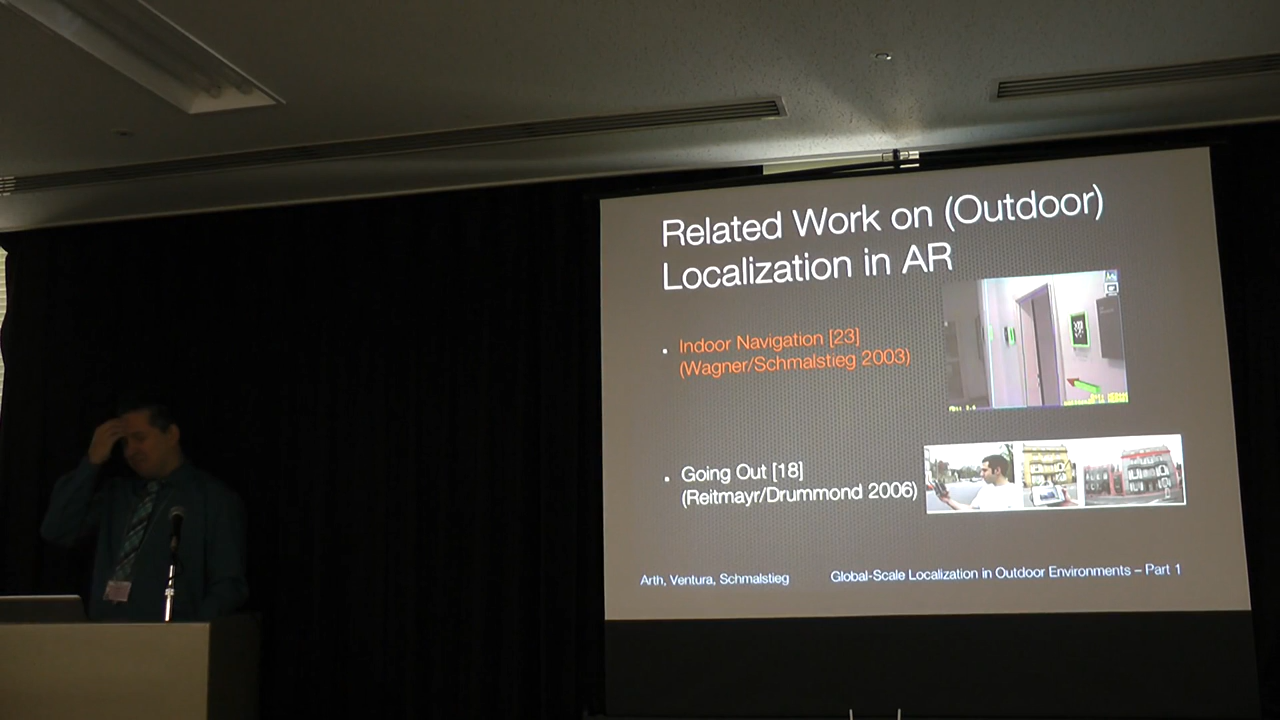 Related Work on (Outdoor)
Localization in AR
Indoor Navigation [23]
(Wagner/Schmalstieg 2003)
Going Out [18]
(Reitmayr/Drummond 2006)
Arth, Ventura, Schmalstieg
Global-Scale Localization in Outdoor Environments – Part 1